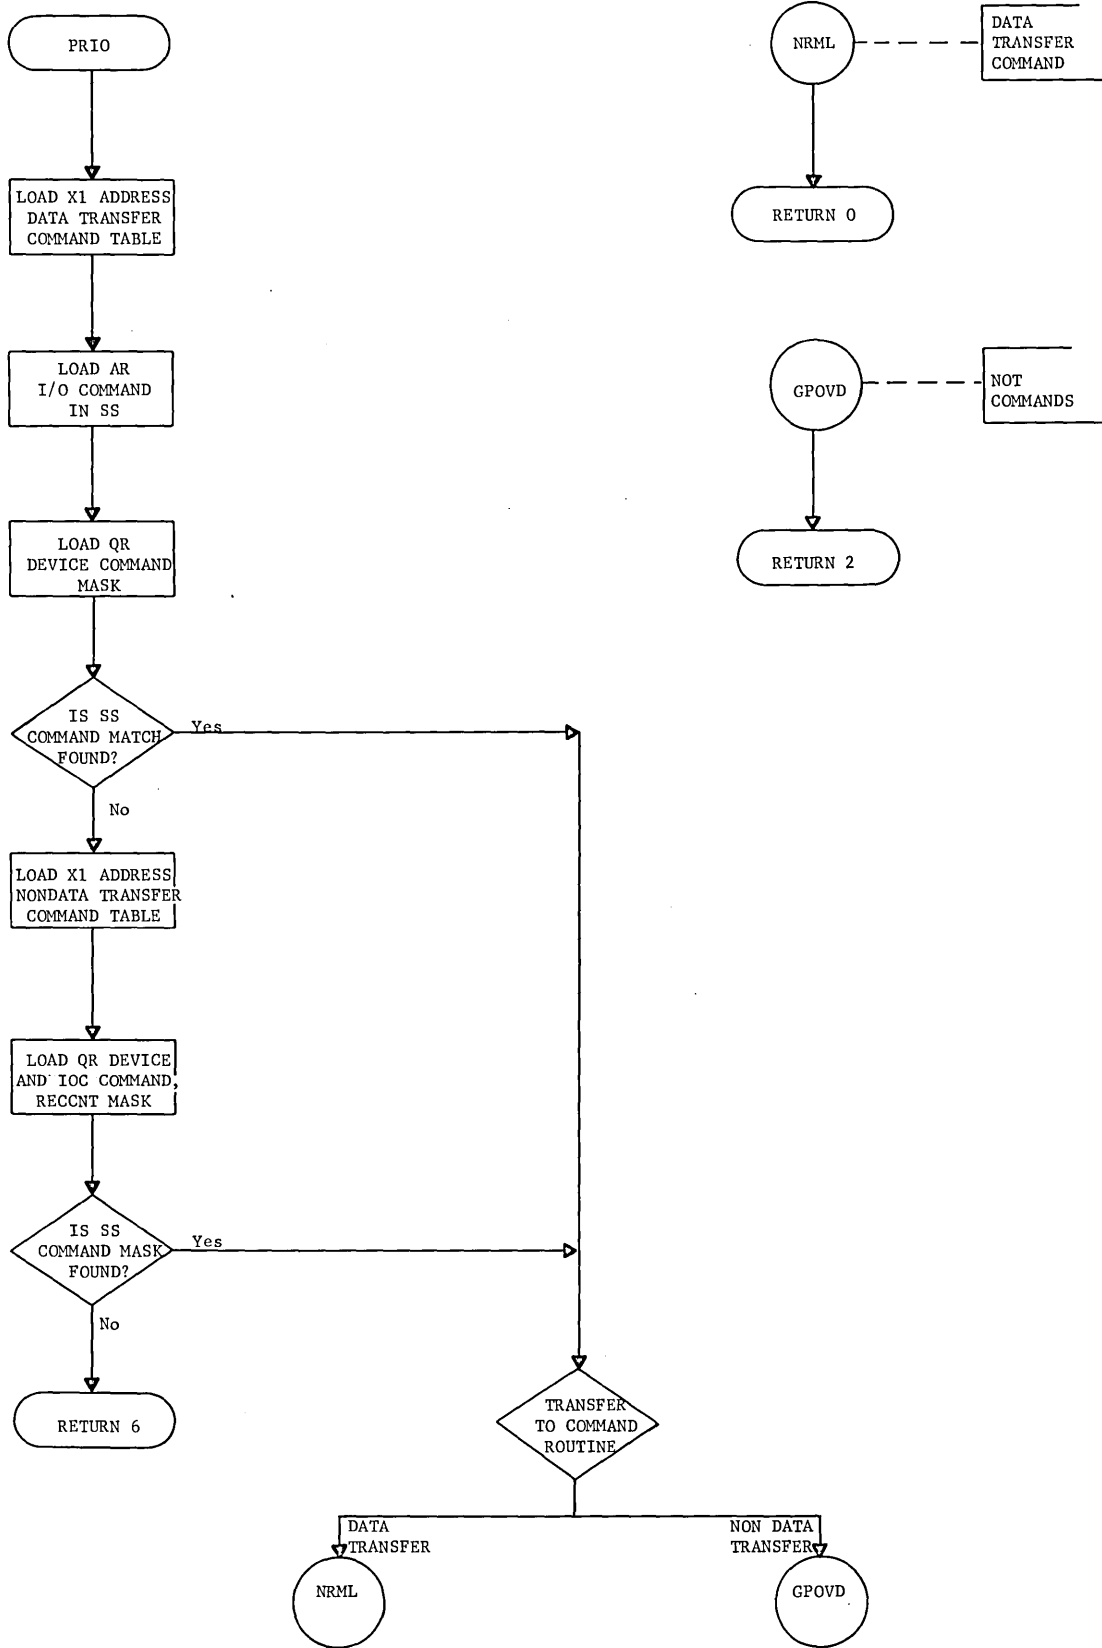 PRIO
LOAD X1 ADDRESS
DATA TRANSFER
COMMAND TABLE
LOAD AR
I/O COMMAND
IN SS
LOAD QR
DEVICE COMMAND
MASK
IS SS
COMMAND MATCH
FOUND?
Yes
No
LOAD X1 ADDRESS
NONDATA TRANSFER
COMMAND TABLE
LOAD QR DEVICE
AND IOC COMMAND,
RECCNT MASK
IS SS
COMMAND MASK
FOUND?
Yes
No
RETURN 6
TRANSFER
TO COMMAND
ROUTINE
DATA
TRANSFER
NON DATA
TRANSFER
NRML
GPOVD
NRML
DATA
TRANSFER
COMMAND
RETURN 0
GPOVD
NOT
COMMANDS
RETURN 2